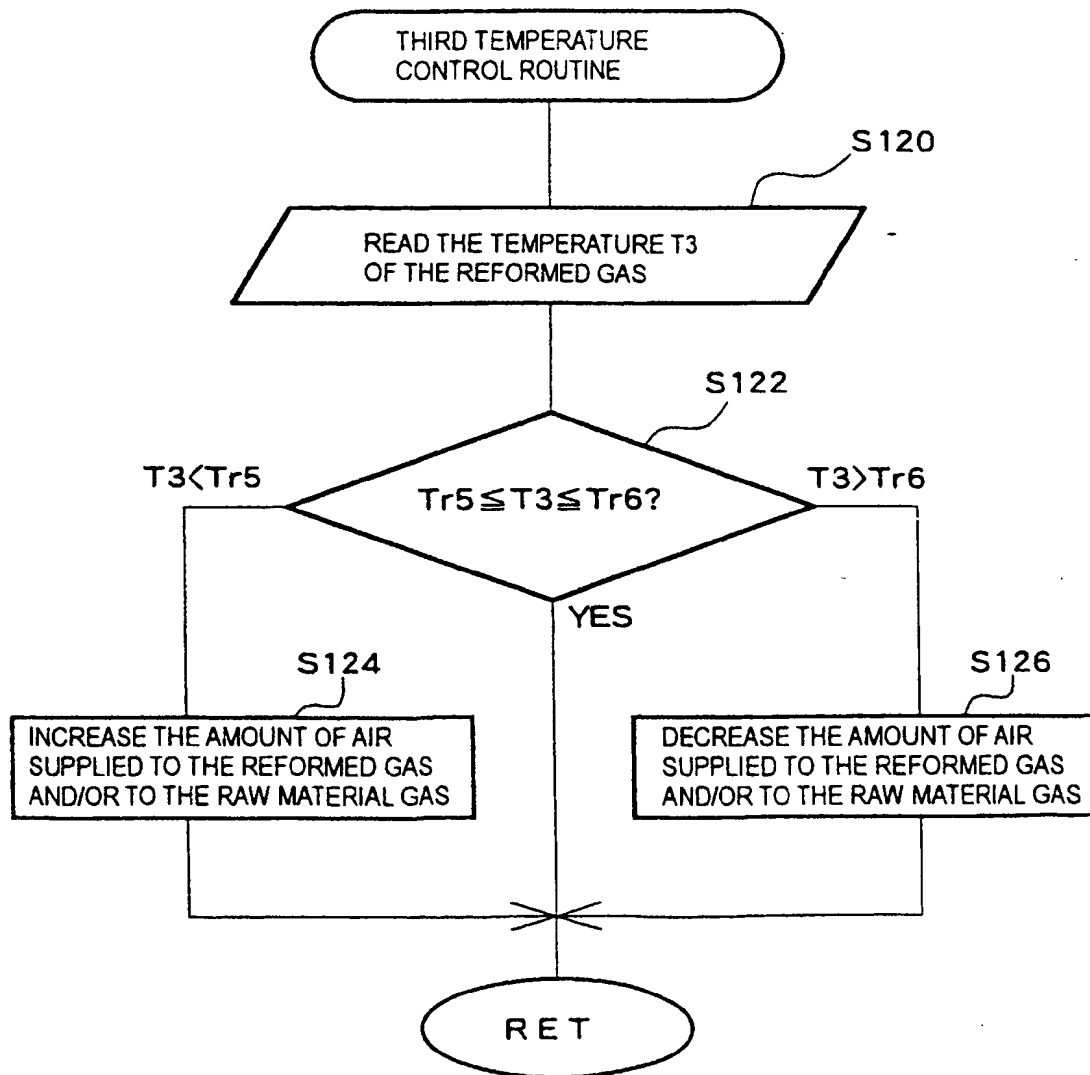 THIRD TEMPERATURE
CONTROL ROUTINE
S120
READ THE TEMPERATURE T3
OF THE REFORMED GAS
S122
T3<Tr5
Tr5≦T3≦Tr6?
T3>Tr6
YES
S124
INCREASE THE AMOUNT OF AIR
SUPPLIED TO THE REFORMED GAS
AND/OR TO THE RAW MATERIAL GAS
S126
DECREASE THE AMOUNT OF AIR
SUPPLIED TO THE REFORMED GAS
AND/OR TO THE RAW MATERIAL GAS
RET